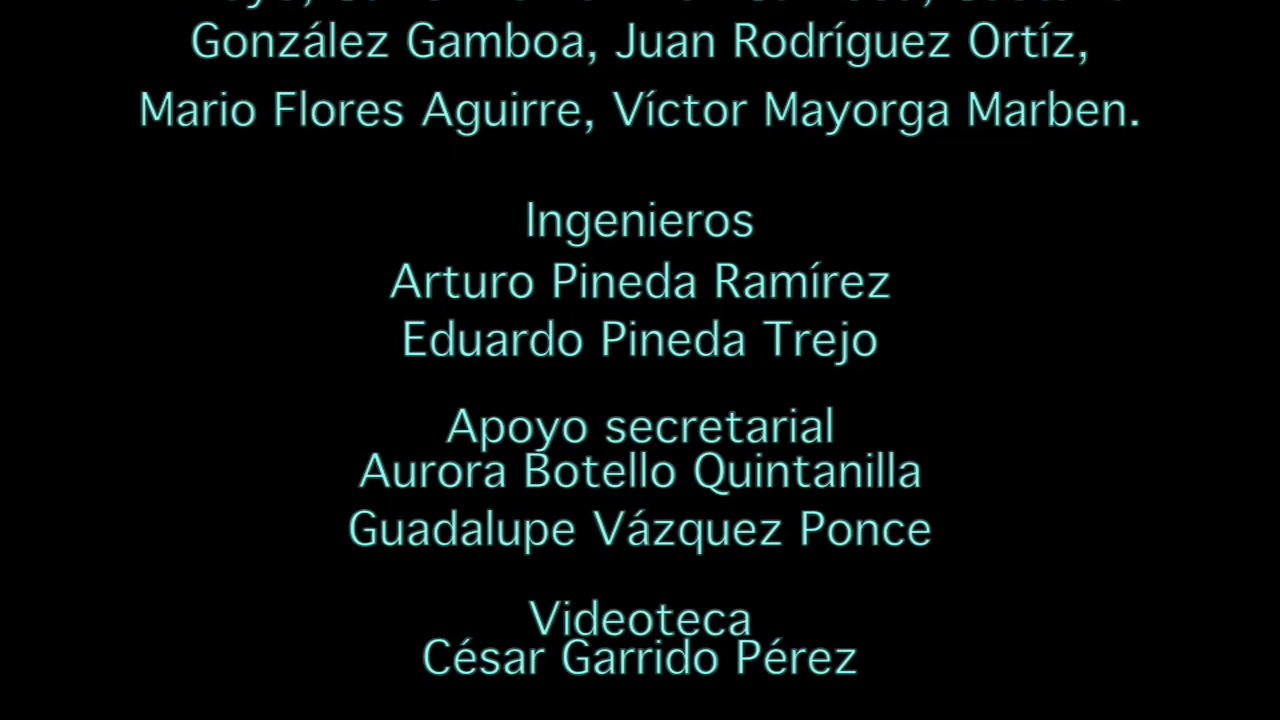 González Gamboa, Juan Rodríguez Ortíz,
Mario Flores Aguirre, Víctor Mayorga Marben.
Ingenieros
Arturo Pineda Ramírez
Eduardo Pineda Trejo
Apoyo secretarial
Aurora Botello Quintanilla
Guadalupe Vázquez Ponce
Videoteca
César Garrido Pérez